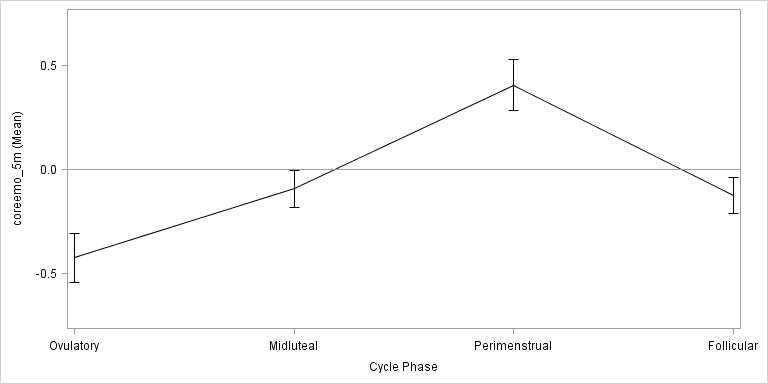 0.5
0.0
-0.5
coreemo_5m (Mean)
Ovulatory Midluteal Perimenstrual Follicular
Cycle Phase